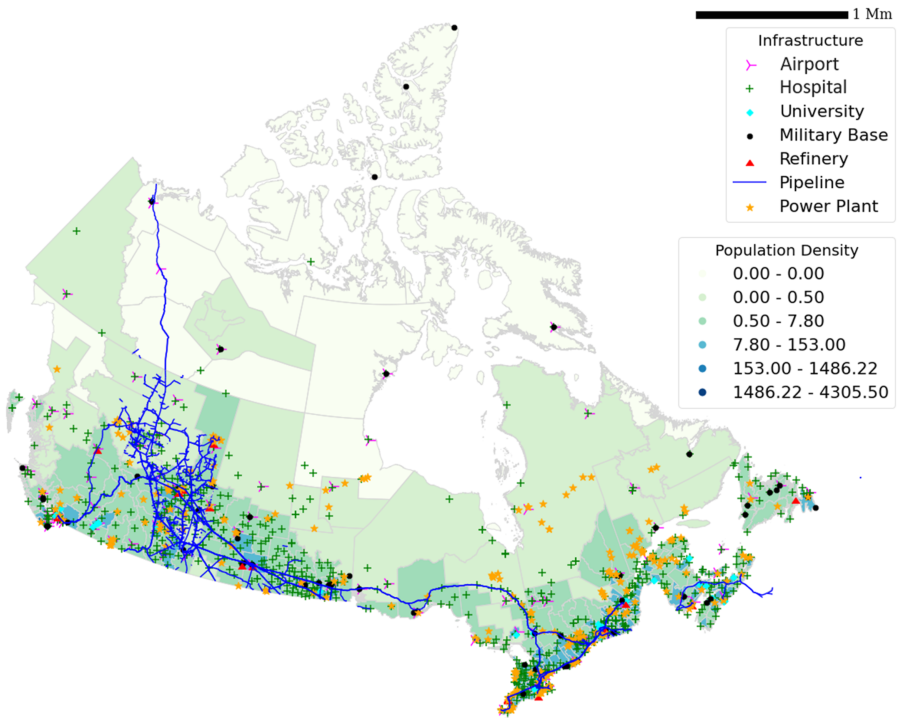 1 Mm
Infrastructure
Airport
Hospital
University
Military Base
Refinery
Pipeline
Power Plant
Population Density
0.00 - 0.00
0.00 - 0.50
0.50 - 7.80
7.80 - 153.00
153.00 - 1486.22
1486.22 - 4305.50